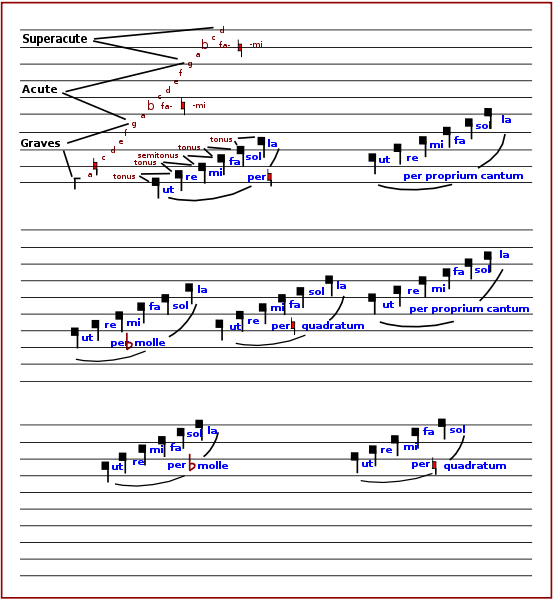 d
c
Superacute
b fa- ♮ -mi
a
g
f
e
Acute
d
c
b fa- ♮ -mi
a
g
f
Graves
e
d
c
♮
a
Γ
tonus
semitonus
tonus
tonus
tonus
ut re mi fa sol la
per ♮
ut re mi fa sol la
per proprium cantum
ut re mi fa sol la
per b molle
ut re mi fa sol la
per ♮ quadratum
ut re mi fa sol la
per proprium cantum
ut re mi fa sol la
per b molle
ut re mi fa sol
per ♮ quadratum